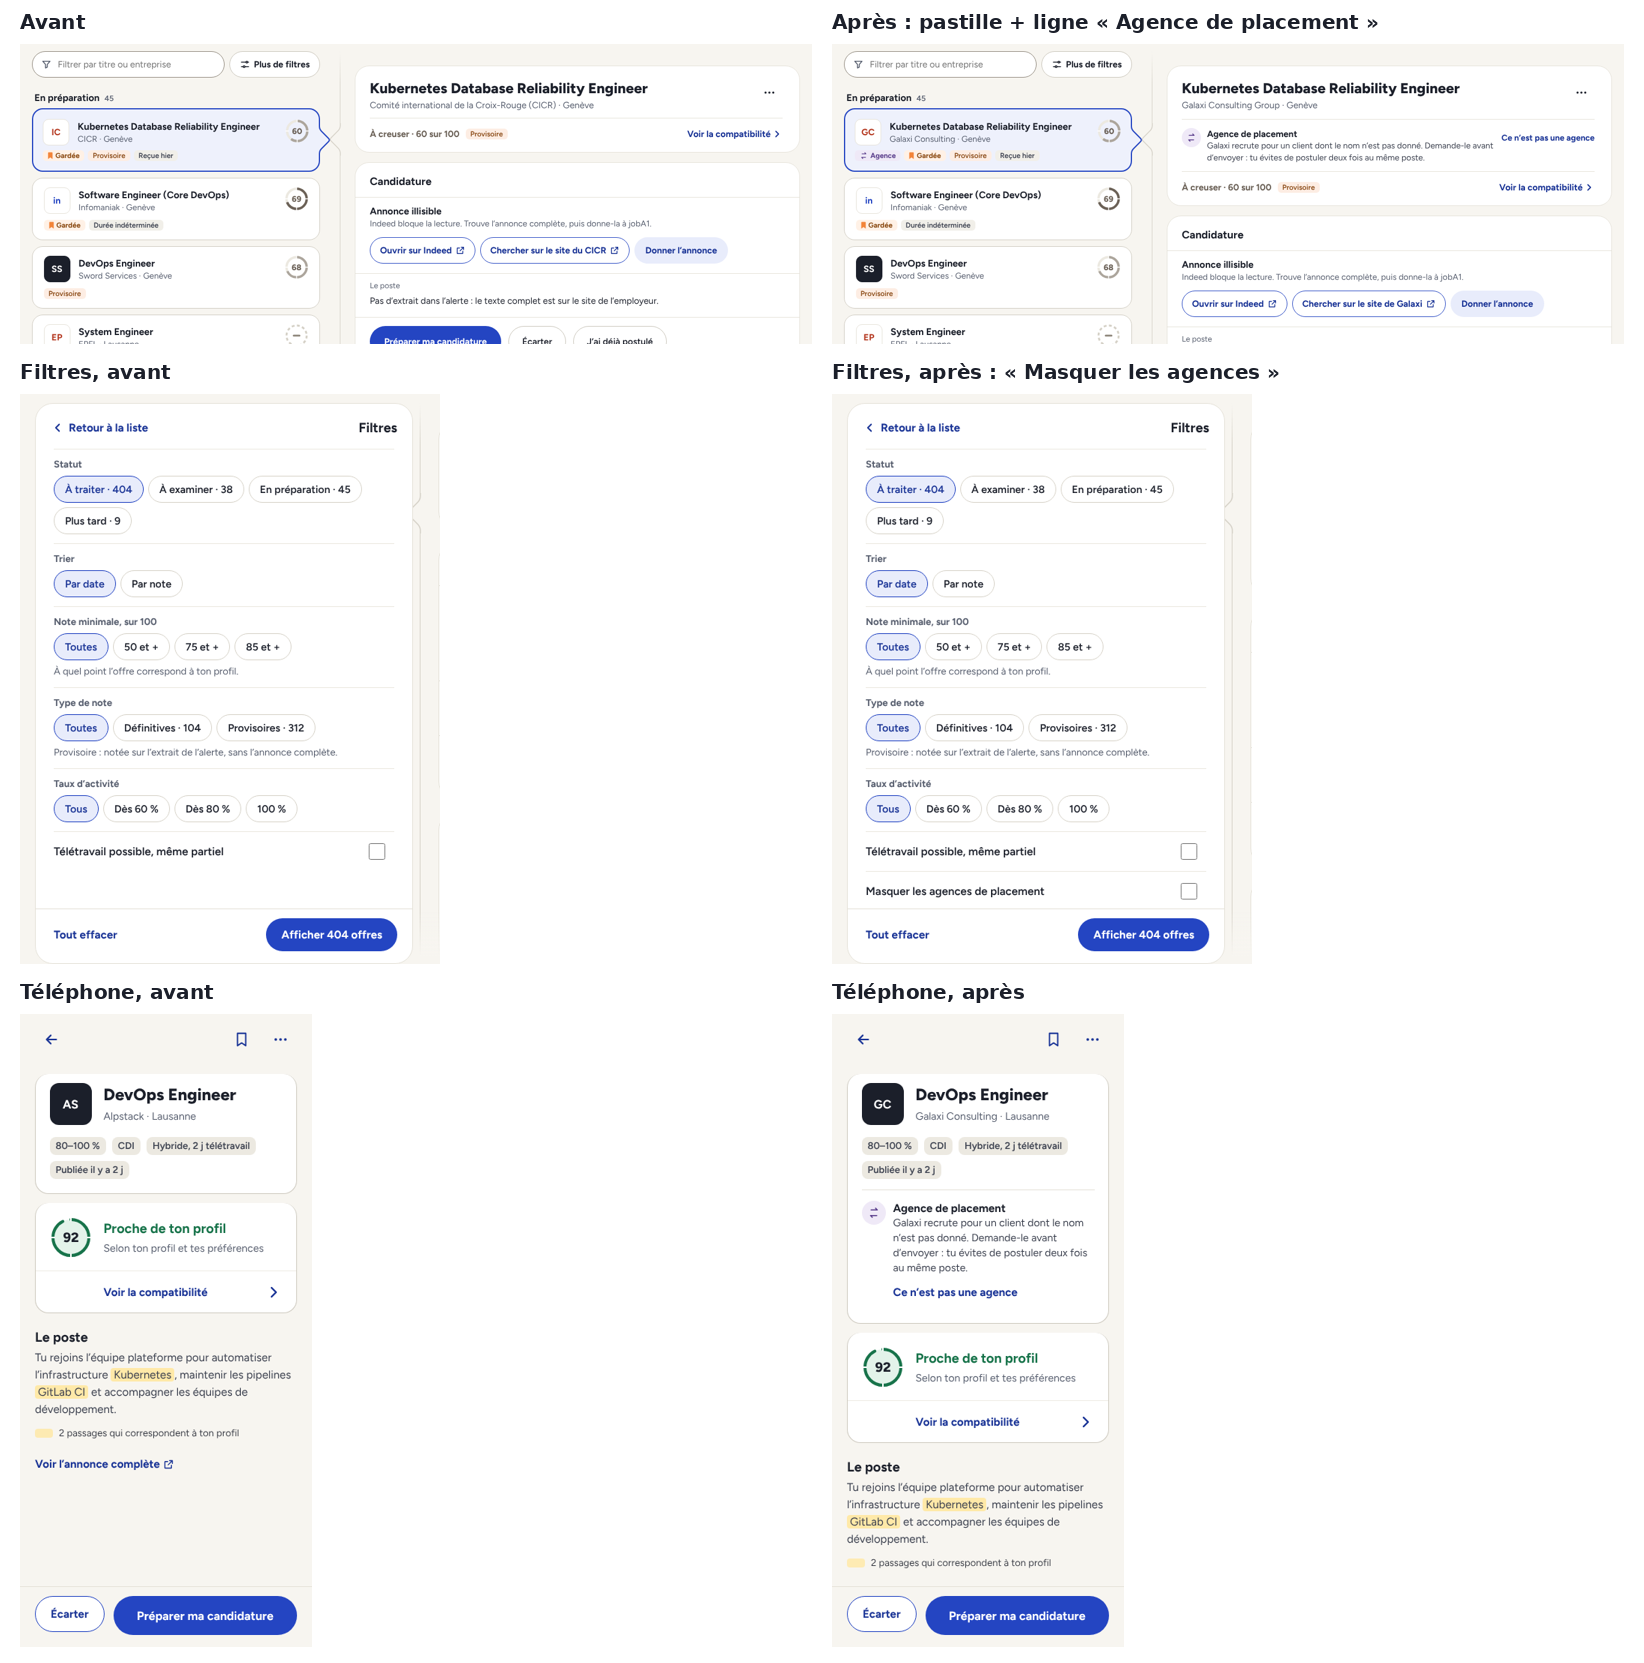 Avant
Filtrer par titre ou entreprise
Plus de filtres
En préparation 45
IC
Kubernetes Database Reliability Engineer
CICR · Genève
60
Gardée
Provisoire
Reçue hier
in
Software Engineer (Core DevOps)
Infomaniak · Genève
69
Gardée
Durée indéterminée
SS
DevOps Engineer
Sword Services · Genève
68
Provisoire
EP
System Engineer
Kubernetes Database Reliability Engineer
Comité international de la Croix-Rouge (CICR) · Genève
À creuser · 60 sur 100
Provisoire
Voir la compatibilité
Candidature
Annonce illisible
Indeed bloque la lecture. Trouve l'annonce complète, puis donne-la à jobA1.
Ouvrir sur Indeed
Chercher sur le site du CICR
Donner l'annonce
Le poste
Pas d'extrait dans l'alerte : le texte complet est sur le site de l'employeur.
Préparer ma candidature
Écarter
J'ai déjà postulé
Après : pastille + ligne « Agence de placement »
Filtrer par titre ou entreprise
Plus de filtres
En préparation 45
GC
Kubernetes Database Reliability Engineer
Galaxi Consulting · Genève
60
Agence
Gardée
Provisoire
Reçue hier
in
Software Engineer (Core DevOps)
Infomaniak · Genève
69
Gardée
Durée indéterminée
SS
DevOps Engineer
Sword Services · Genève
68
Provisoire
EP
System Engineer
Kubernetes Database Reliability Engineer
Galaxi Consulting Group · Genève
Agence de placement
Galaxi recrute pour un client dont le nom n'est pas donné. Demande-le avant
d'envoyer : tu évites de postuler deux fois au même poste.
Ce n'est pas une agence
À creuser · 60 sur 100
Provisoire
Voir la compatibilité
Candidature
Annonce illisible
Indeed bloque la lecture. Trouve l'annonce complète, puis donne-la à jobA1.
Ouvrir sur Indeed
Chercher sur le site de Galaxi
Donner l'annonce
Le poste
Filtres, avant
Retour à la liste
Filtres
Statut
À traiter · 404
À examiner · 38
En préparation · 45
Plus tard · 9
Trier
Par date
Par note
Note minimale, sur 100
Toutes
50 et +
75 et +
85 et +
À quel point l'offre correspond à ton profil.
Type de note
Toutes
Définitives · 104
Provisoires · 312
Provisoire : notée sur l'extrait de l'alerte, sans l'annonce complète.
Taux d'activité
Tous
Dès 60 %
Dès 80 %
100 %
Télétravail possible, même partiel
Tout effacer
Afficher 404 offres
Filtres, après : « Masquer les agences »
Retour à la liste
Filtres
Statut
À traiter · 404
À examiner · 38
En préparation · 45
Plus tard · 9
Trier
Par date
Par note
Note minimale, sur 100
Toutes
50 et +
75 et +
85 et +
À quel point l'offre correspond à ton profil.
Type de note
Toutes
Définitives · 104
Provisoires · 312
Provisoire : notée sur l'extrait de l'alerte, sans l'annonce complète.
Taux d'activité
Tous
Dès 60 %
Dès 80 %
100 %
Télétravail possible, même partiel
Masquer les agences de placement
Tout effacer
Afficher 404 offres
Téléphone, avant
AS
DevOps Engineer
Alpstack · Lausanne
80–100 %
CDI
Hybride, 2 j télétravail
Publiée il y a 2 j
92
Proche de ton profil
Selon ton profil et tes préférences
Voir la compatibilité
Le poste
Tu rejoins l'équipe plateforme pour automatiser
l'infrastructure Kubernetes, maintenir les pipelines
GitLab CI et accompagner les équipes de
développement.
2 passages qui correspondent à ton profil
Voir l'annonce complète
Écarter
Préparer ma candidature
Téléphone, après
GC
DevOps Engineer
Galaxi Consulting · Lausanne
80–100 %
CDI
Hybride, 2 j télétravail
Publiée il y a 2 j
Agence de placement
Galaxi recrute pour un client dont le nom
n'est pas donné. Demande-le avant
d'envoyer : tu évites de postuler deux fois
au même poste.
Ce n'est pas une agence
92
Proche de ton profil
Selon ton profil et tes préférences
Voir la compatibilité
Le poste
Tu rejoins l'équipe plateforme pour automatiser
l'infrastructure Kubernetes, maintenir les pipelines
GitLab CI et accompagner les équipes de
développement.
2 passages qui correspondent à ton profil
Écarter
Préparer ma candidature